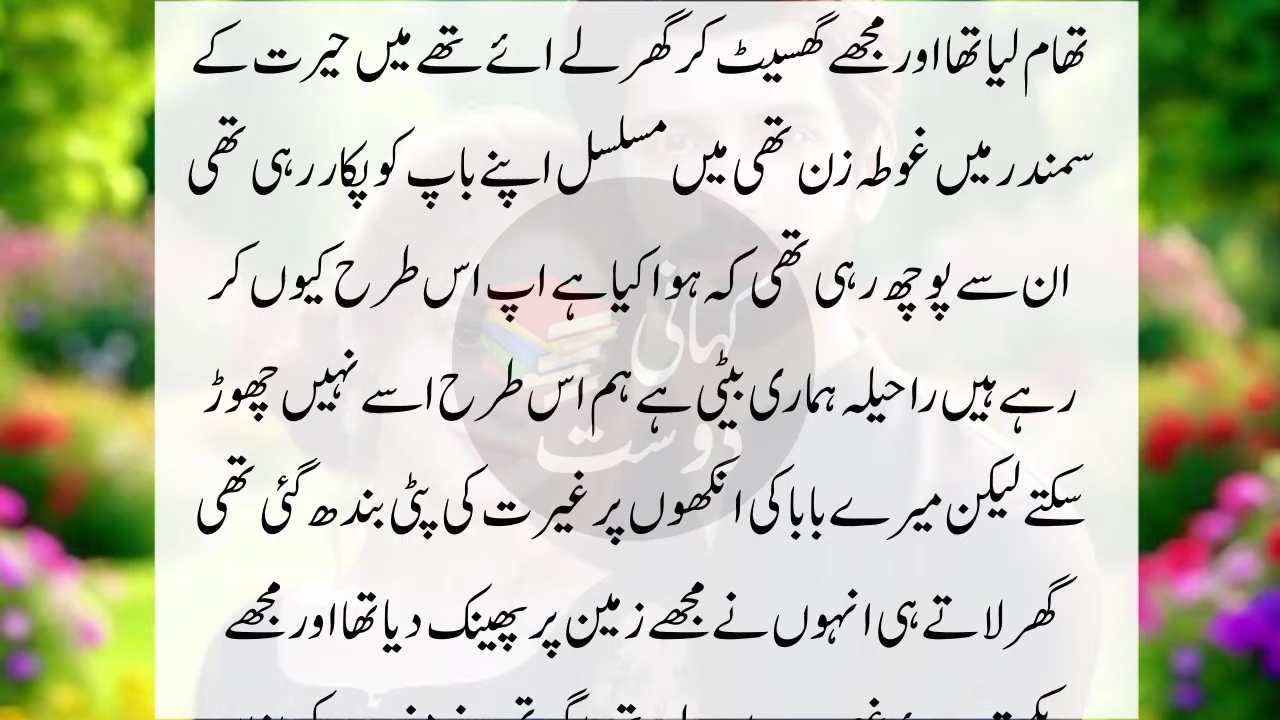 تھام لیا تھا اور مجھے گھسیٹ کر گھر لے ائے تھے میں حیرت کے
سمندر میں غوطہ زن تھی میں مسلسل اپنے باپ کو پکار رہی تھی
ان سے پوچھ رہی تھی کہ ہوا کیا ہے اپ اس طرح کیوں کر
رہے ہیں راحیلہ ہماری بیٹی ہے ہم اس طرح اسے نہیں چھوڑ
سکتے لیکن میرے بابا کی انکھوں پر غیرت کی پٹی بندھ گئی تھی
گھر لاتے ہی انہوں نے مجھے زمین پر پھینک دیا تھا اور مجھے
کہانی
دوست